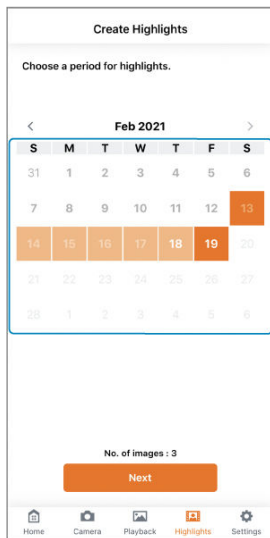 Create Highlights
Choose a period for highlights.
< Feb 2021 >
S M T W T F S
31 1 2 3 4 5 6
7 8 9 10 11 12 13
14 15 16 17 18 19 20
21 22 23 24 25 26 27
28 1 2 3 4 5 6
No. of images : 3
Next
Home Camera Playback Highlights Settings